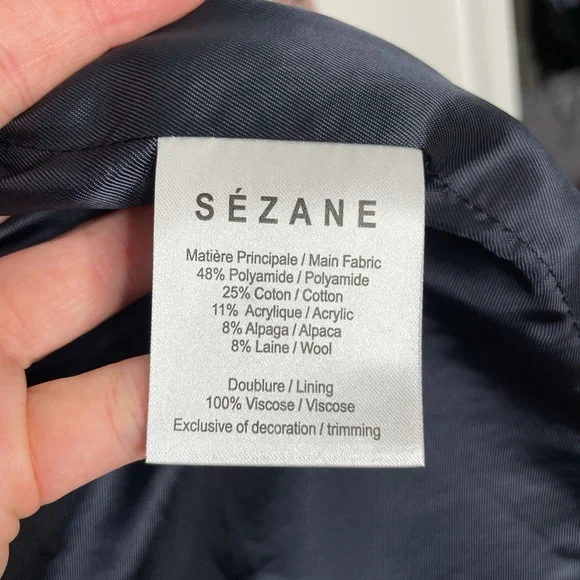 SÉZANE
Matière Principale / Main Fabric
48% Polyamide / Polyamide
25% Coton / Cotton
11% Acrylique / Acrylic
8% Alpaga / Alpaca
8% Laine / Wool
Doublure / Lining
100% Viscose / Viscose
Exclusive of decoration / trimming